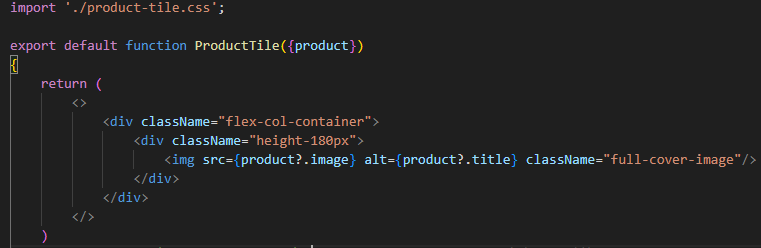 import './product-tile.css';
export default function ProductTile({product})
{
return (
<>
<div className="flex-col-container">
<div className="height-180px">
<img src={product?.image} alt={product?.title} className="full-cover-image"/>
</div>
</div>
</>
)